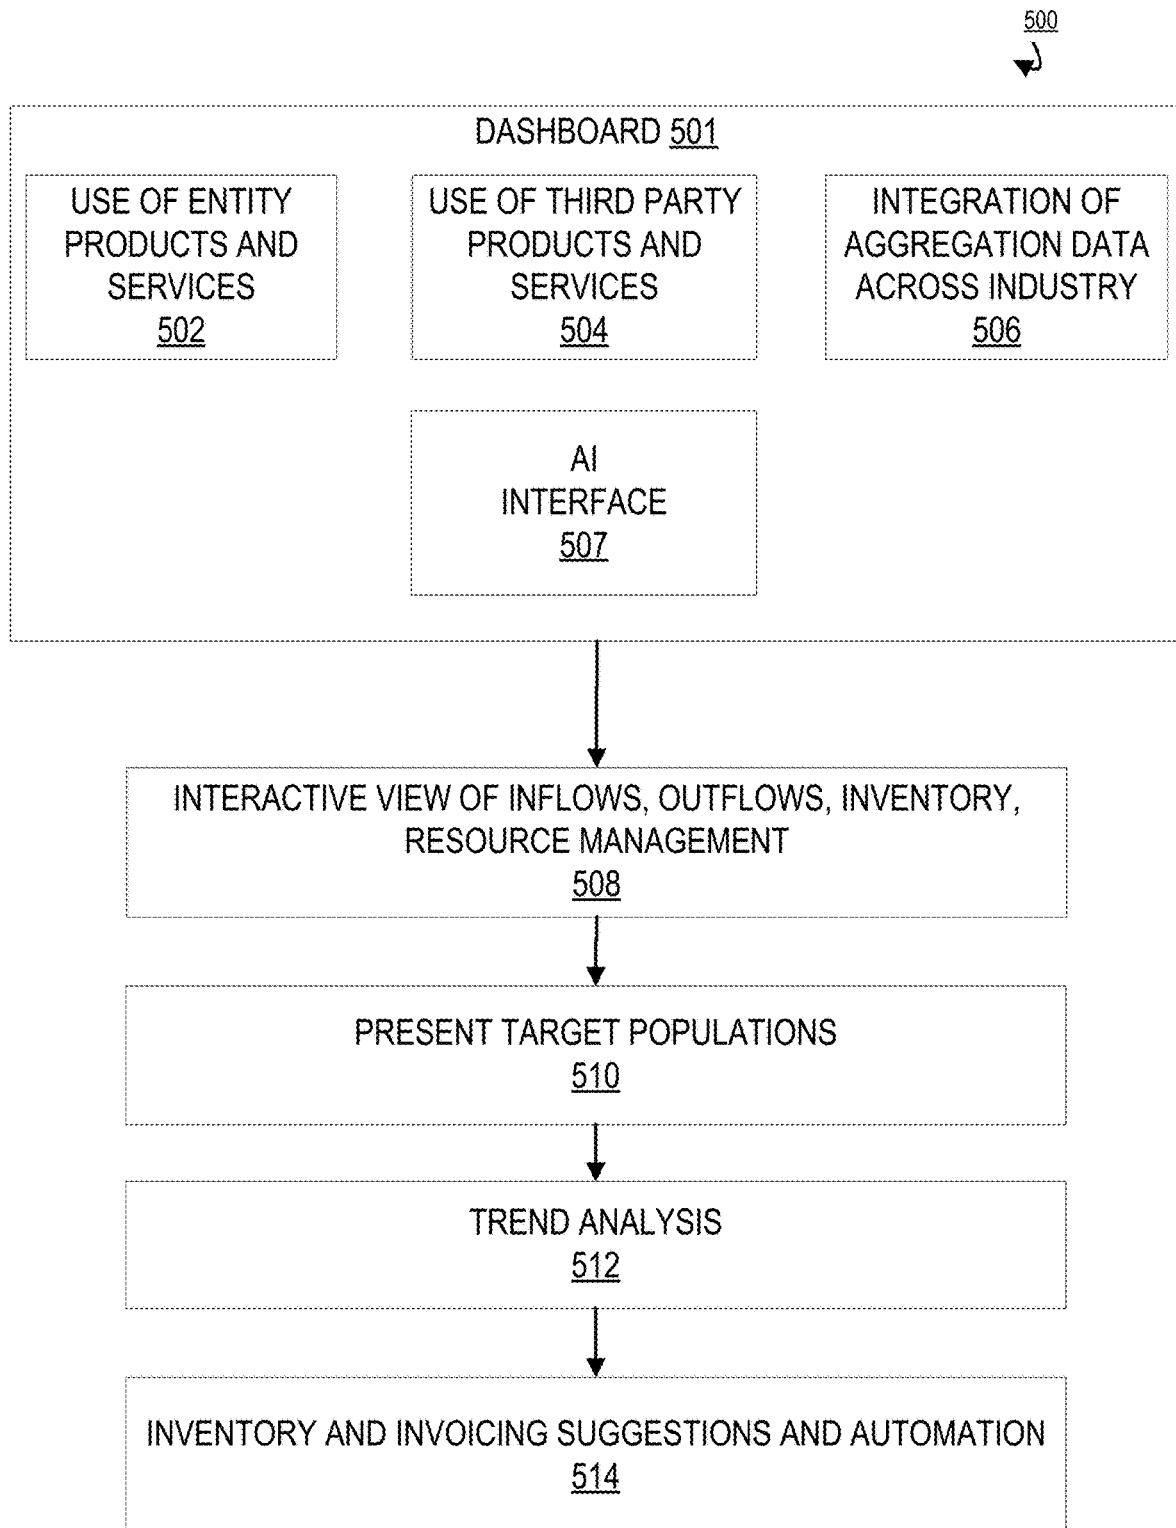 500
DASHBOARD 501
USE OF ENTITY
PRODUCTS AND
SERVICES
502
USE OF THIRD PARTY
PRODUCTS AND
SERVICES
504
INTEGRATION OF
AGGREGATION DATA
ACROSS INDUSTRY
506
AI
INTERFACE
507
INTERACTIVE VIEW OF INFLOWS, OUTFLOWS, INVENTORY,
RESOURCE MANAGEMENT
508
PRESENT TARGET POPULATIONS
510
TREND ANALYSIS
512
INVENTORY AND INVOICING SUGGESTIONS AND AUTOMATION
514